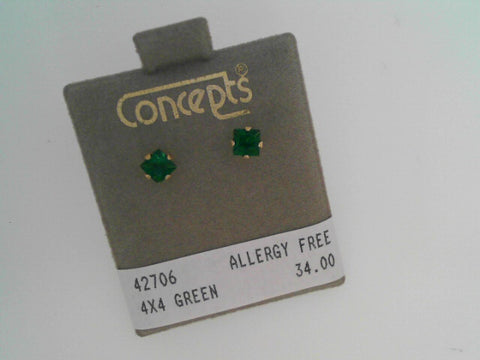 Concepts®
42706 ALLERGY FREE
4X4 GREEN 34.00